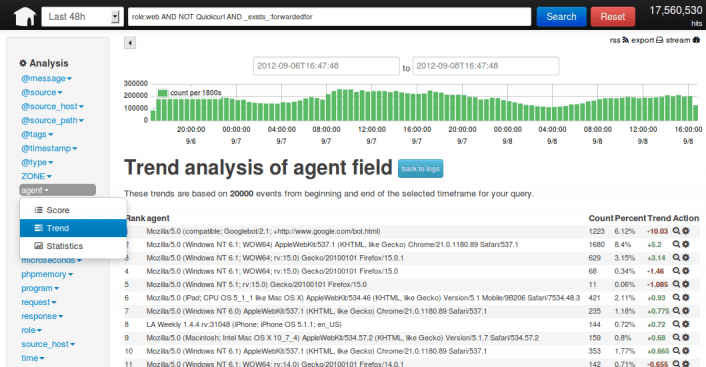 Last 48h
role:web AND NOT Quickcurl AND _exists_:forwardedfor
Search
Reset
17,560,530
hits
rss export stream
Analysis
@message
@source
@source_host
@source_path
@tags
@timestamp
@type
ZONE
agent
Score
Trend
Statistics
microseconds
phpmemory
program
request
response
role
source_host
time
2012-09-06T16:47:48 to 2012-09-08T16:47:48
300000
200000
100000
0
count per 1800s
20:00:00 00:00:00 04:00:00 08:00:00 12:00:00 16:00:00 20:00:00 00:00:00 04:00:00 08:00:00 12:00:00 16:00:00
9/6 9/7 9/7 9/7 9/7 9/7 9/7 9/8 9/8 9/8 9/8 9/8
Trend analysis of agent field
back to logs
These trends are based on 20000 events from beginning and end of the selected timeframe for your query.
Rank agent Count Percent Trend Action
Mozilla/5.0 (compatible; Googlebot/2.1; +http://www.google.com/bot.html) 1223 6.12% -10.03
Mozilla/5.0 (Windows NT 6.1; WOW64) AppleWebKit/537.1 (KHTML, like Gecko) Chrome/21.0.1180.89 Safari/537.1 1680 8.4% +5.2
Mozilla/5.0 (Windows NT 6.1; WOW64; rv:15.0) Gecko/20100101 Firefox/15.0.1 629 3.15% +3.14
Mozilla/5.0 (Windows NT 6.1; WOW64; rv:15.0) Gecko/20100101 Firefox/15.0 68 0.34% -1.46
Mozilla/5.0 (Windows NT 5.1; rv:15.0) Gecko/20100101 Firefox/15.0 11 0.06% -1.085
6 Mozilla/5.0 (iPad; CPU OS 5_1_1 like Mac OS X) AppleWebKit/534.46 (KHTML, like Gecko) Version/5.1 Mobile/9B206 Safari/7534.48.3 421 2.11% +0.93
7 Mozilla/5.0 (Windows NT 6.0) AppleWebKit/537.1 (KHTML, like Gecko) Chrome/21.0.1180.89 Safari/537.1 235 1.18% +0.775
8 LA Weekly 1.4.4 rv:31048 (iPhone; iPhone OS 5.1.1; en_US) 144 0.72% +0.72
9 Mozilla/5.0 (Macintosh; Intel Mac OS X 10_7_4) AppleWebKit/534.57.2 (KHTML, like Gecko) Version/5.1.7 Safari/534.57.2 159 0.8% +0.68
10 Mozilla/5.0 (Windows NT 6.1) AppleWebKit/537.1 (KHTML, like Gecko) Chrome/21.0.1180.89 Safari/537.1 353 1.77% +0.665
11 Mozilla/5.0 (Windows NT 6.1; WOW64; rv:14.0) Gecko/20100101 Firefox/14.0.1 142 0.71% -0.655